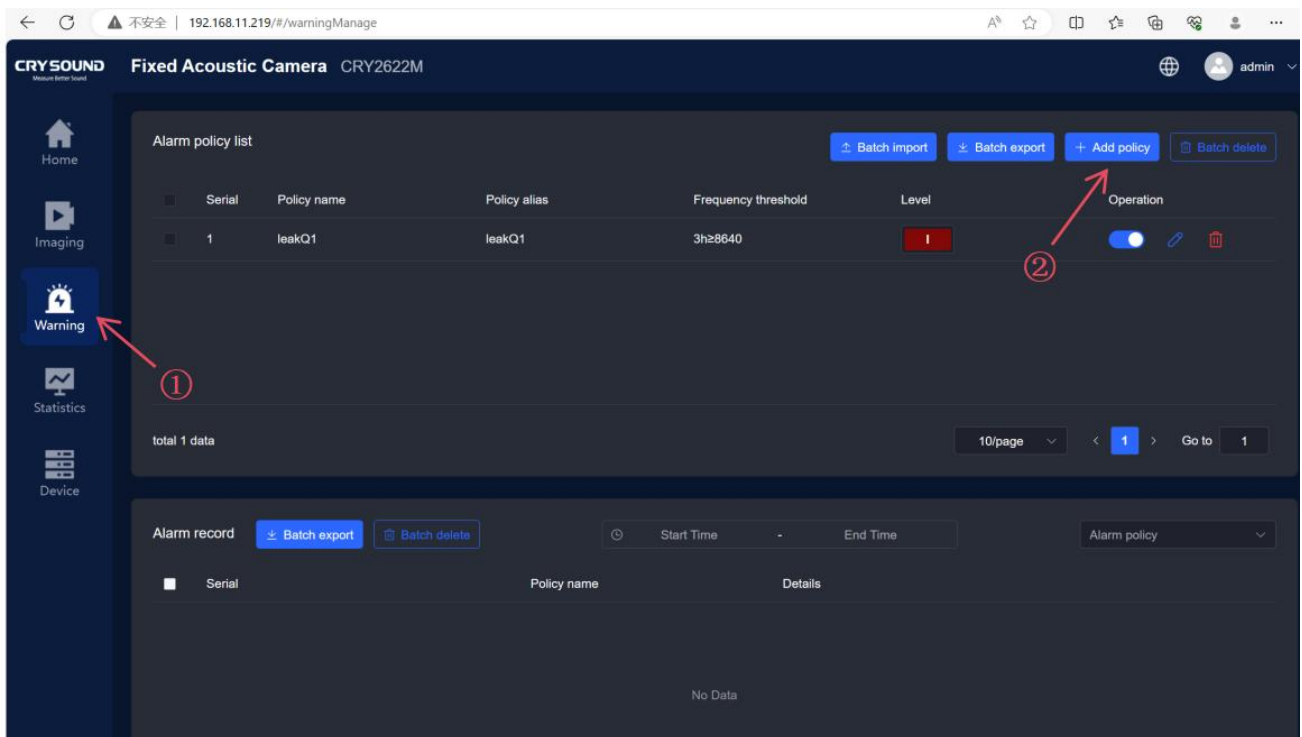 不安全 | 192.168.11.219/#/warningManage
CRYSOUND
Measure Better Sound
Fixed Acoustic Camera CRY2622M
admin
Home
Imaging
Warning
Statistics
Device
Alarm policy list
Batch import
Batch export
+ Add policy
Batch delete
Serial Policy name Policy alias Frequency threshold Level Operation
1 leakQ1 leakQ1 3h≥8640 I
②
①
total 1 data
10/page < 1 > Go to 1
Alarm record
Batch export
Batch delete
Start Time - End Time
Alarm policy
Serial Policy name Details
No Data